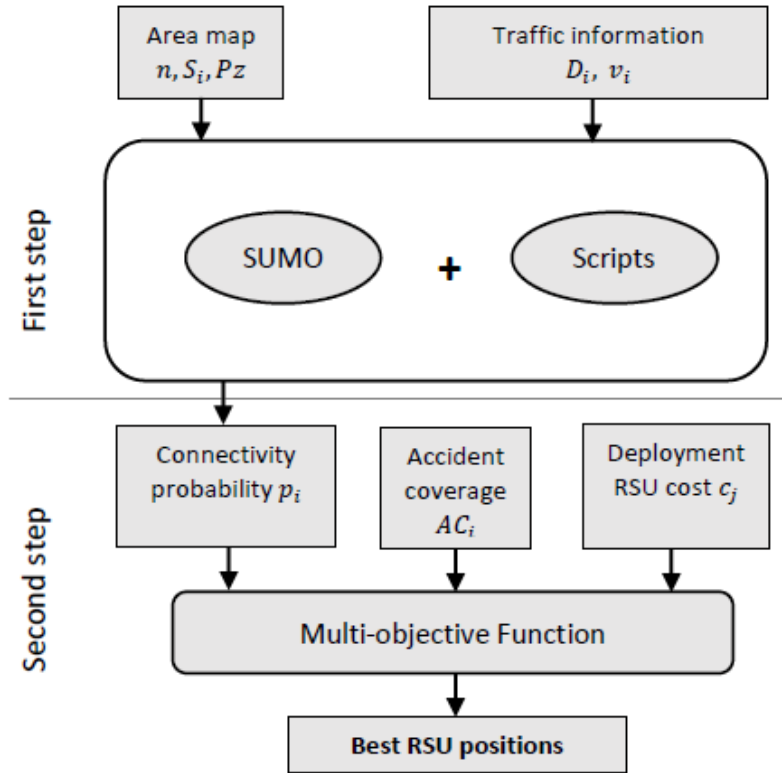 Area map
n, S_i, Pz
Traffic information
D_i, v_i
First step
SUMO
+
Scripts
Second step
Connectivity
probability p_i
Accident
coverage
AC_i
Deployment
RSU cost c_j
Multi-objective Function
Best RSU positions